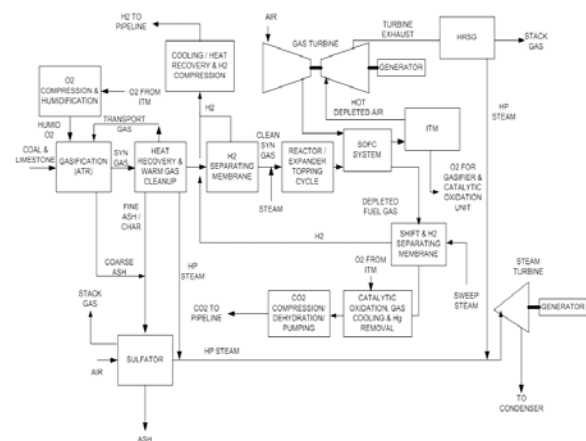 H2 TO
PIPELINE
COOLING / HEAT
RECOVERY & H2
COMPRESSION
AIR
GAS TURBINE
TURBINE
EXHAUST
HRSG
STACK
GAS
GENERATOR
O2
COMPRESSION &
HUMIDIFICATION
O2 FROM
ITM
HUMID
O2
TRANSPORT
GAS
H2
HOT
DEPLETED AIR
HP
STEAM
COAL &
LIMESTONE
GASIFICATION
(ATR)
SYN
GAS
HEAT
RECOVERY &
WARM GAS
CLEANUP
H2
SEPARATING
MEMBRANE
CLEAN
SYN
GAS
REACTOR /
EXPANDER
TOPPING
CYCLE
SOFC
SYSTEM
ITM
STEAM
O2 FOR
GASIFIER &
CATALYTIC
OXIDATION
UNIT
FINE
ASH /
CHAR
DEPLETED
FUEL GAS
H2
SHIFT & H2
SEPARATING
MEMBRANE
COARSE
ASH
HP
STEAM
O2 FROM
ITM
SWEEP
STEAM
STEAM
TURBINE
GENERATOR
STACK
GAS
CO2 TO
PIPELINE
CO2
COMPRESSION/
DEHYDRATION/
PUMPING
CATALYTIC
OXIDATION, GAS
COOLING & Hg
REMOVAL
AIR
SULFATOR
HP STEAM
TO
CONDENSER
ASH